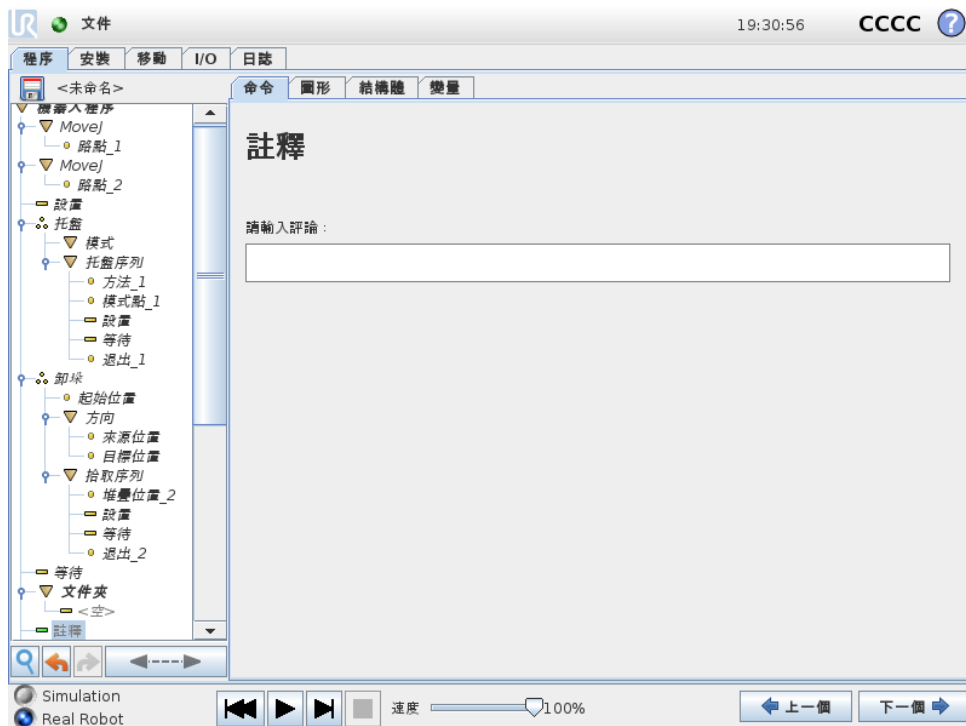 UR 文件 19:30:56 CCCC ?
程序 安裝 移動 I/O 日誌
<未命名>
命令 圖形 結構體 變量
機器人程序
MoveJ
路點_1
MoveJ
路點_2
設置
托盤
模式
托盤序列
方法_1
模式點_1
設置
等待
退出_1
卸垛
起始位置
方向
來源位置
目標位置
拾取序列
堆疊位置_2
設置
等待
退出_2
等待
文件夾
<空>
註釋
註釋
請輸入評論：
Simulation
Real Robot
速度 100%
上一個 下一個